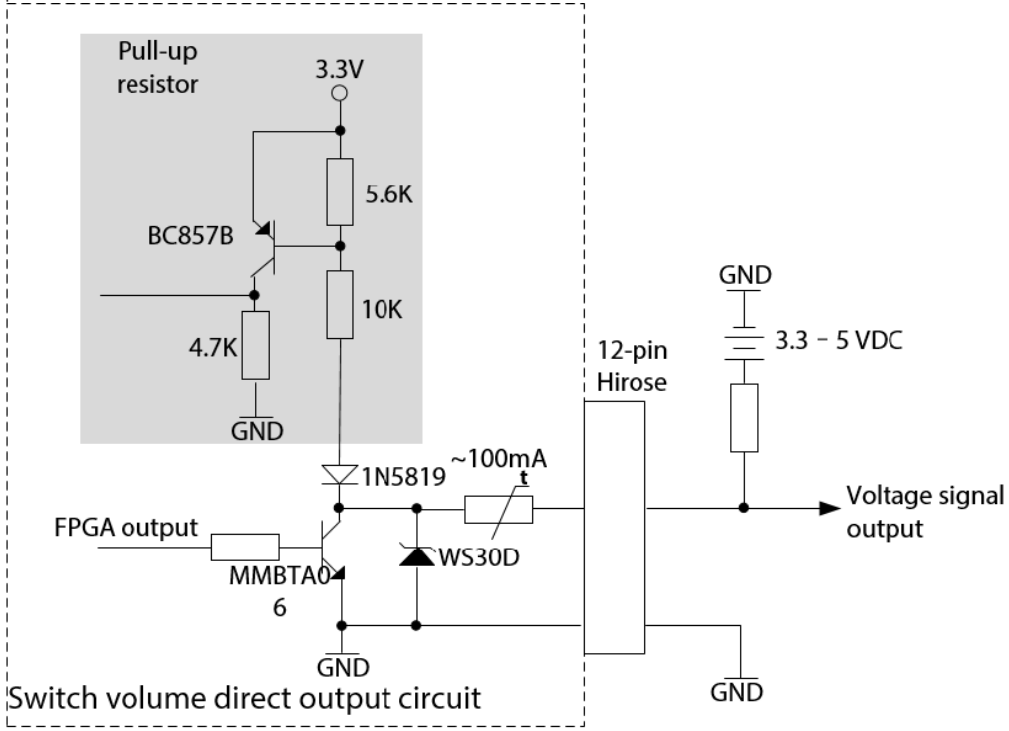 Pull-up
resistor
3.3V
5.6K
BC857B
10K
4.7K
GND
GND
3.3 – 5 VDC
12-pin
Hirose
1N5819
~100mA
t
Voltage signal
output
FPGA output
WS30D
MMBTA0
6
GND
GND
Switch volume direct output circuit